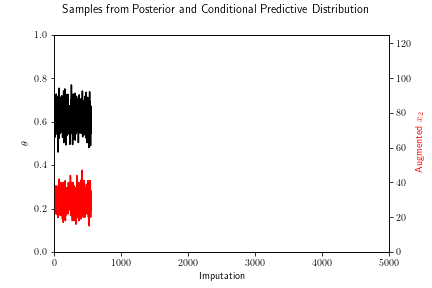 Samples from Posterior and Conditional Predictive Distribution
1.0
0.8
0.6
0.4
0.2
0.0
θ
120
100
80
60
40
20
0
Augmented x₂
0 1000 2000 3000 4000 5000
Imputation